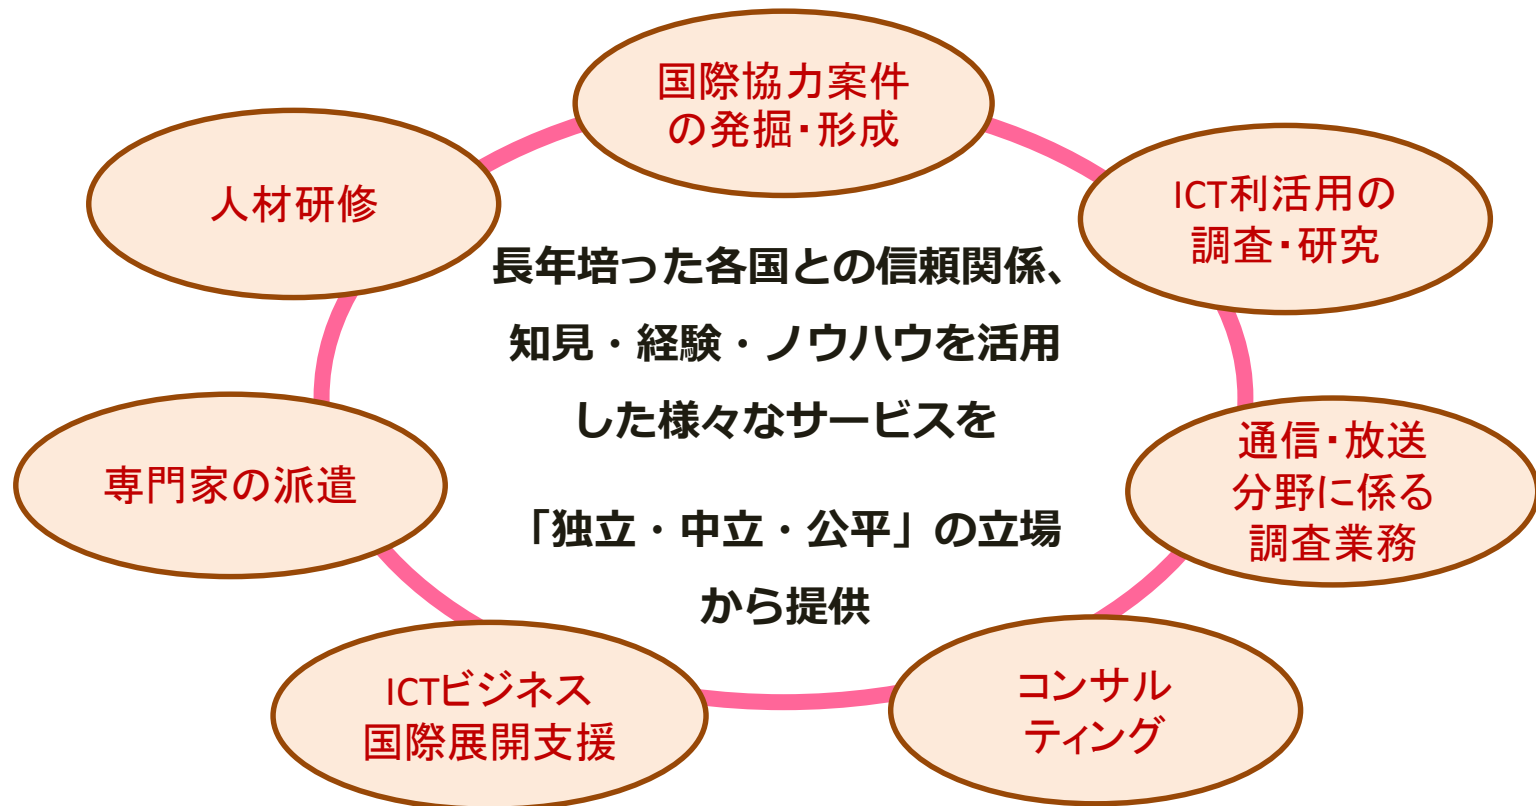 国際協力案件
の発掘・形成
人材研修
ICT利活用の
調査・研究
長年培った各国との信頼関係、
知見・経験・ノウハウを活用
した様々なサービスを
「独立・中立・公平」の立場
から提供
専門家の派遣
通信・放送
分野に係る
調査業務
ICTビジネス
国際展開支援
コンサル
ティング